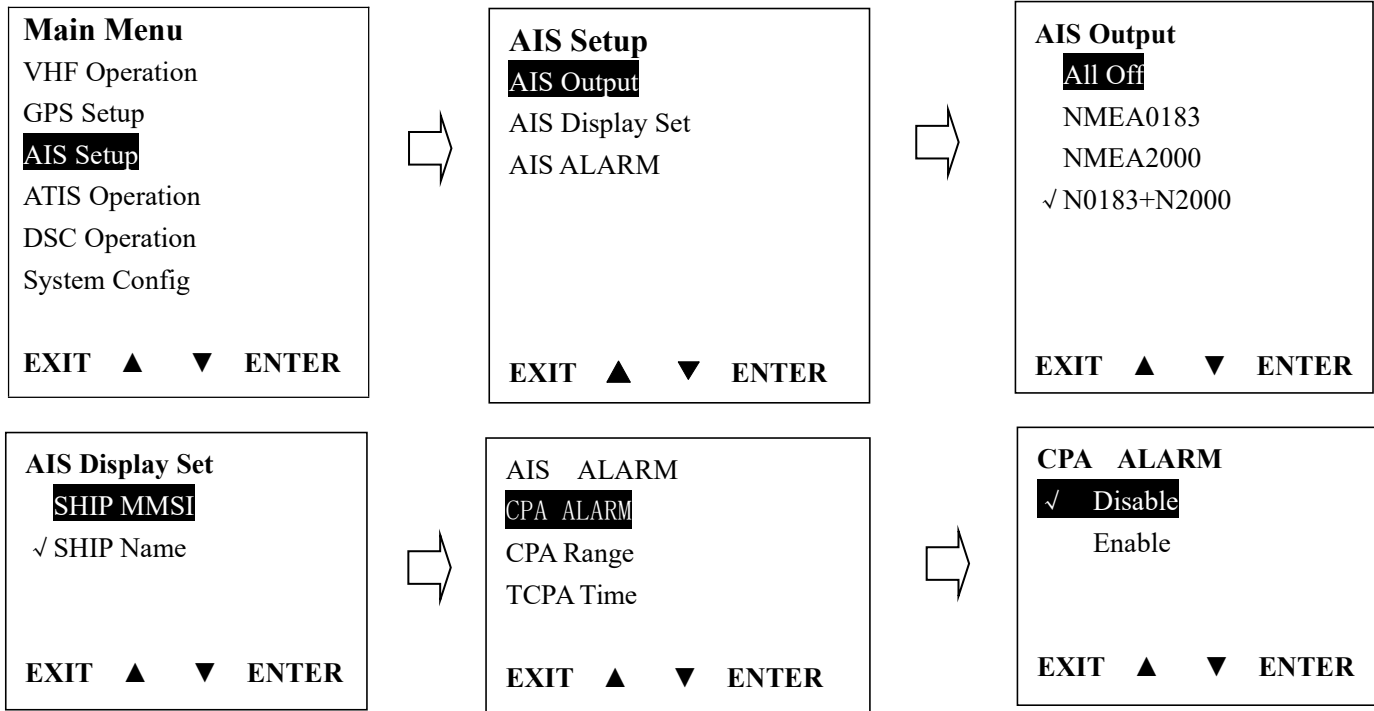 Main Menu
VHF Operation
GPS Setup
AIS Setup
ATIS Operation
DSC Operation
System Config
EXIT ▲ ▼ ENTER
AIS Setup
AIS Output
AIS Display Set
AIS ALARM
EXIT ▲ ▼ ENTER
AIS Output
All Off
NMEA0183
NMEA2000
√ N0183+N2000
EXIT ▲ ▼ ENTER
AIS Display Set
SHIP MMSI
√ SHIP Name
EXIT ▲ ▼ ENTER
AIS ALARM
CPA ALARM
CPA Range
TCPA Time
EXIT ▲ ▼ ENTER
CPA ALARM
√ Disable
Enable
EXIT ▲ ▼ ENTER